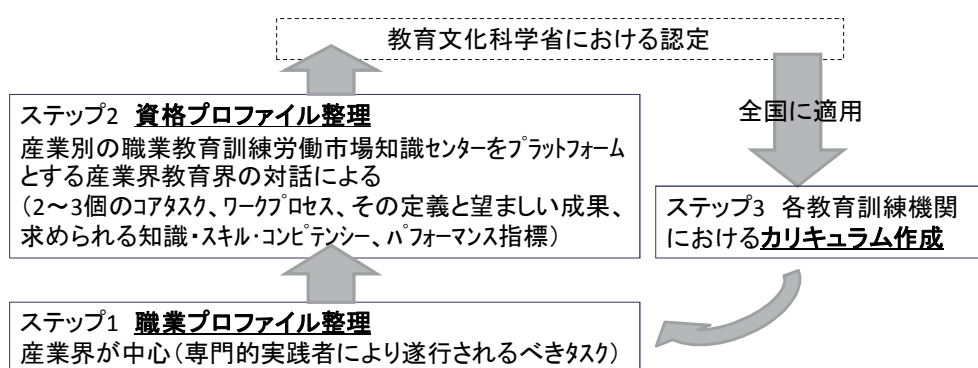 教育文化科学省における認定
ステップ2 資格プロファイル整理
産業別の職業教育訓練労働市場知識センターをプラットフォーム
とする産業界教育界の対話による
（2～3個のコアタスク、ワークプロセス、その定義と望ましい成果、
求められる知識・スキル・コンピテンシー、パフォーマンス指標）
全国に適用
ステップ3 各教育訓練機関
におけるカリキュラム作成
ステップ1 職業プロファイル整理
産業界が中心（専門的実践者により遂行されるべきタスク）